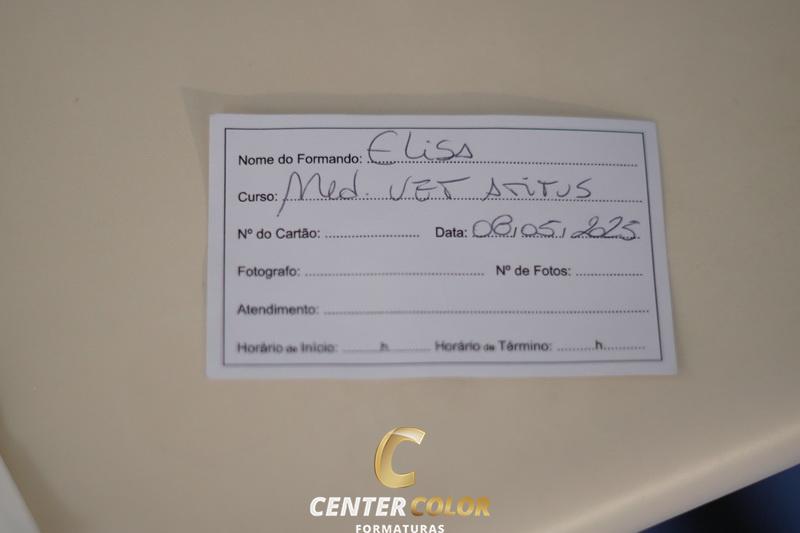 Nome do Formando: Elisa
Curso: Med. VET ATITUS
Nº do Cartão: Data: 08,05,2025
Fotografo: Nº de Fotos:
Atendimento:
Horário de Início: h Horário de Término: h
CENTER COLOR
FORMATURAS